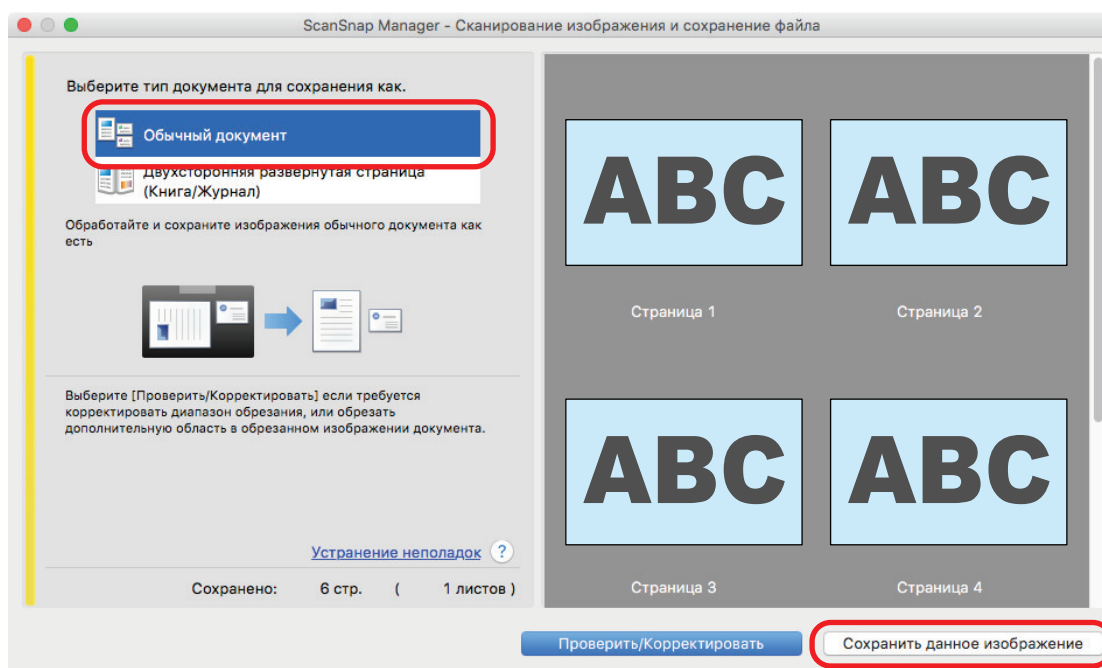 ScanSnap Manager - Сканирование изображения и сохранение файла
Выберите тип документа для сохранения как.
Обычный документ
Двухсторонняя развернутая страница
(Книга/Журнал)
Обработайте и сохраните изображения обычного документа как
есть
Выберите [Проверить/Корректировать] если требуется
корректировать диапазон обрезания, или обрезать
дополнительную область в обрезанном изображении документа.
Устранение неполадок ?
Сохранено: 6 стр. ( 1 листов )
ABC ABC
Страница 1 Страница 2
ABC ABC
Страница 3 Страница 4
Проверить/Корректировать Сохранить данное изображение